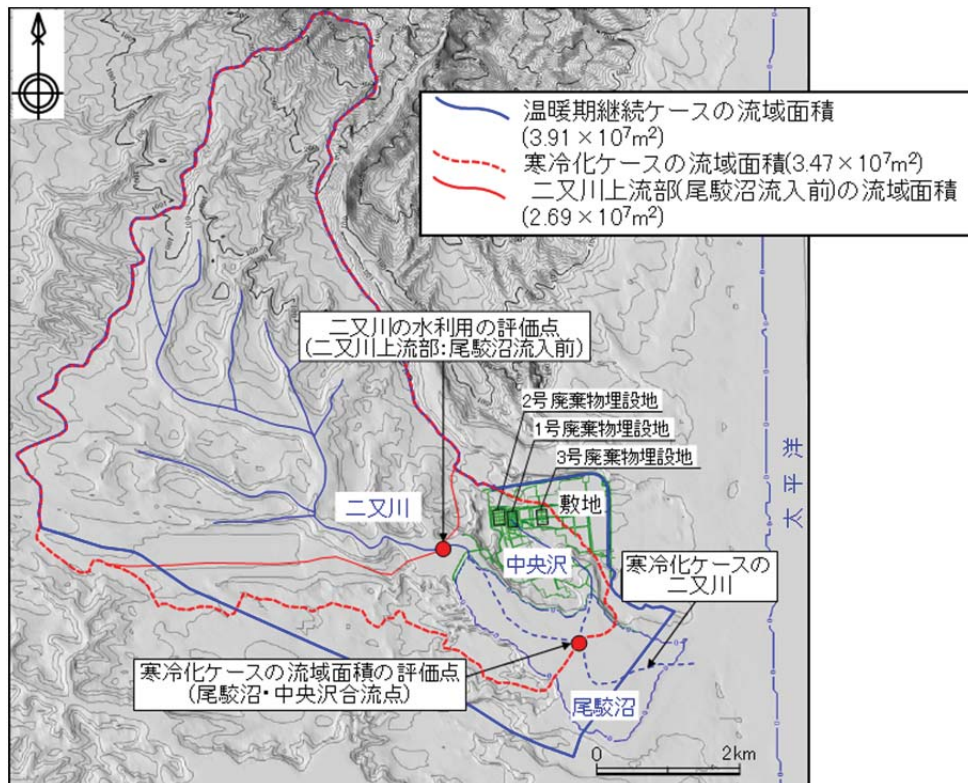 温暖期継続ケースの流域面積
(3.91×10⁷m²)
寒冷化ケースの流域面積(3.47×10⁷m²)
二又川上流部(尾駮沼流入前)の流域面積
(2.69×10⁷m²)
二又川の水利用の評価点
(二又川上流部:尾駮沼流入前)
2号廃棄物埋設地
1号廃棄物埋設地
3号廃棄物埋設地
敷地
太平洋
二又川
中央沢
寒冷化ケースの
二又川
寒冷化ケースの流域面積の評価点
(尾駮沼・中央沢合流点)
尾駮沼
0 2km